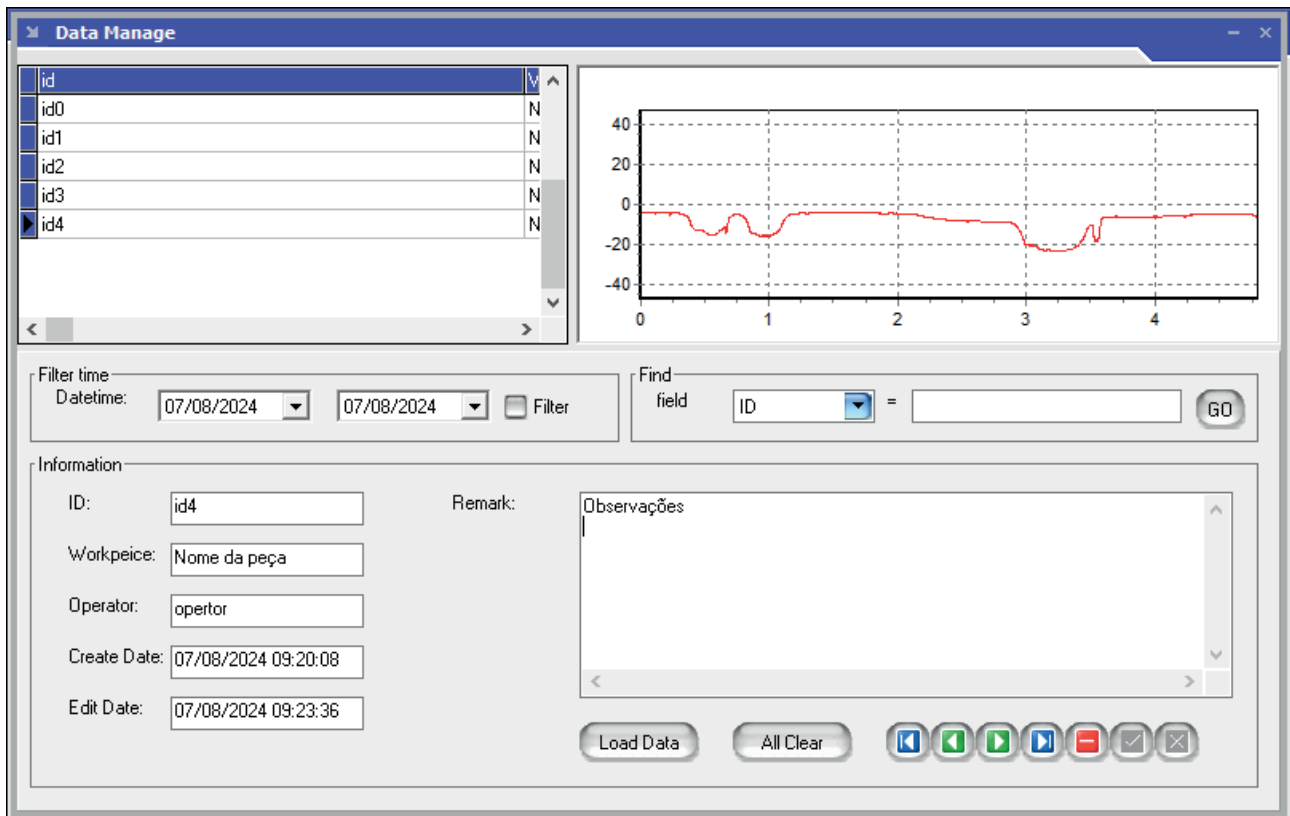 Data Manage
id V
id0 N
id1 N
id2 N
id3 N
id4 N
40
20
0
-20
-40
0 1 2 3 4
Filter time
Datetime: 07/08/2024 07/08/2024 Filter
Find
field ID = GO
Information
ID: id4
Workpeice: Nome da peça
Operator: opertor
Create Date: 07/08/2024 09:20:08
Edit Date: 07/08/2024 09:23:36
Remark: Observações
Load Data All Clear